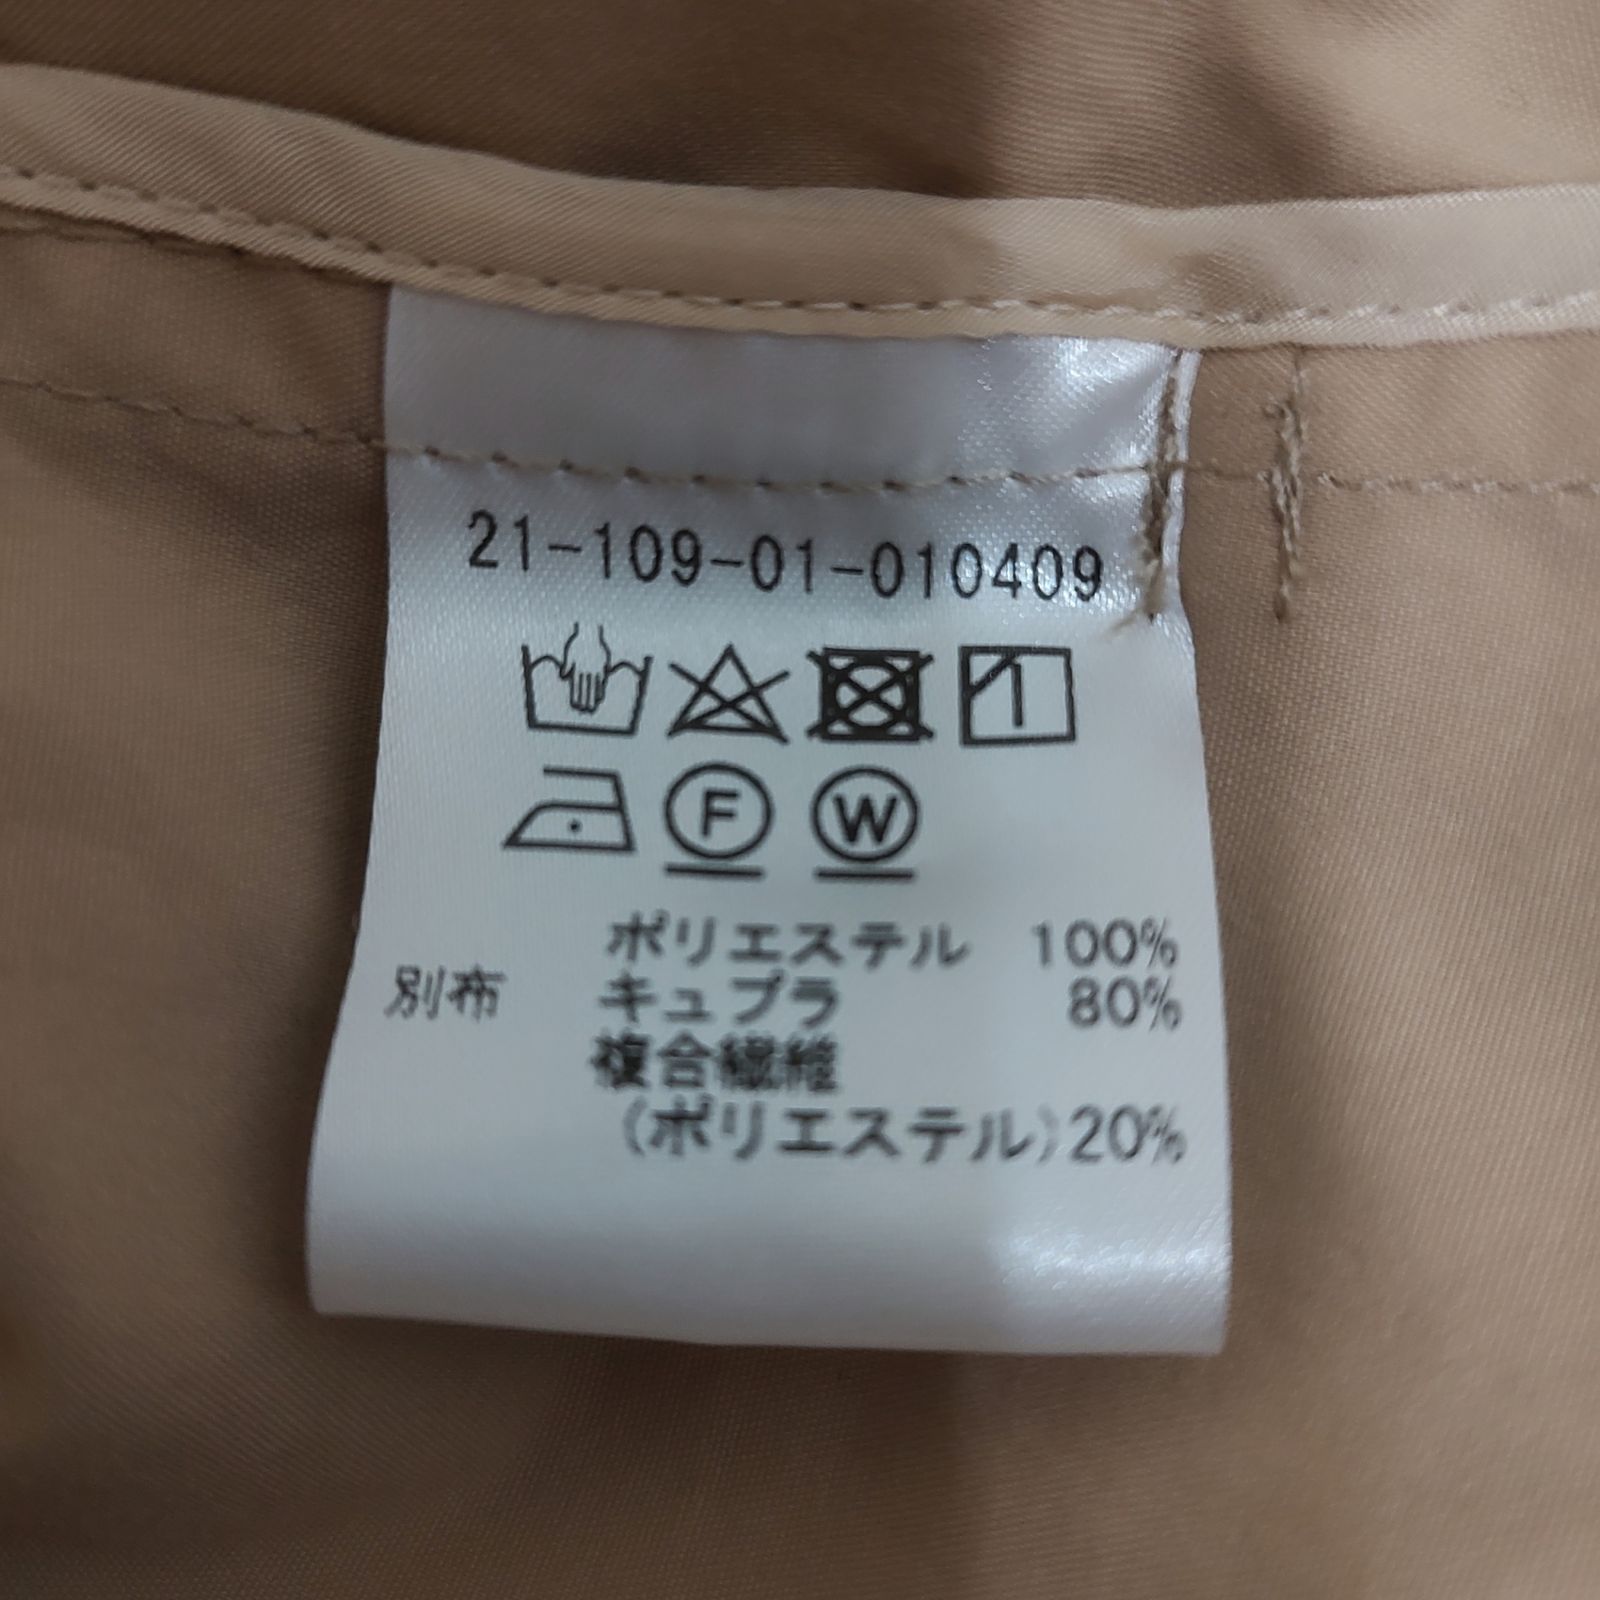 21-109-01-010409
F W
ポリエステル 100%
別布 キュプラ 80%
複合繊維
(ポリエステル)20%